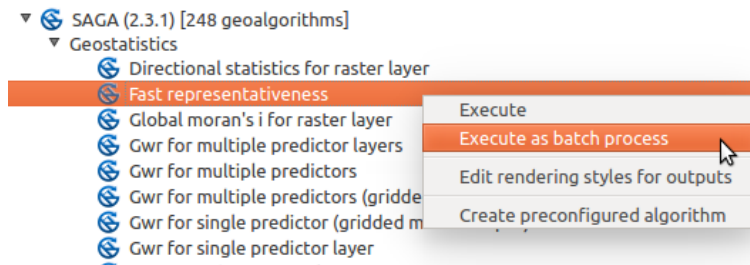 SAGA (2.3.1) [248 geoalgorithms]
Geostatistics
Directional statistics for raster layer
Fast representativeness
Global moran's i for raster layer
Gwr for multiple predictor layers
Gwr for multiple predictors
Gwr for multiple predictors (gridde
Gwr for single predictor (gridded m
Gwr for single predictor layer
Execute
Execute as batch process
Edit rendering styles for outputs
Create preconfigured algorithm